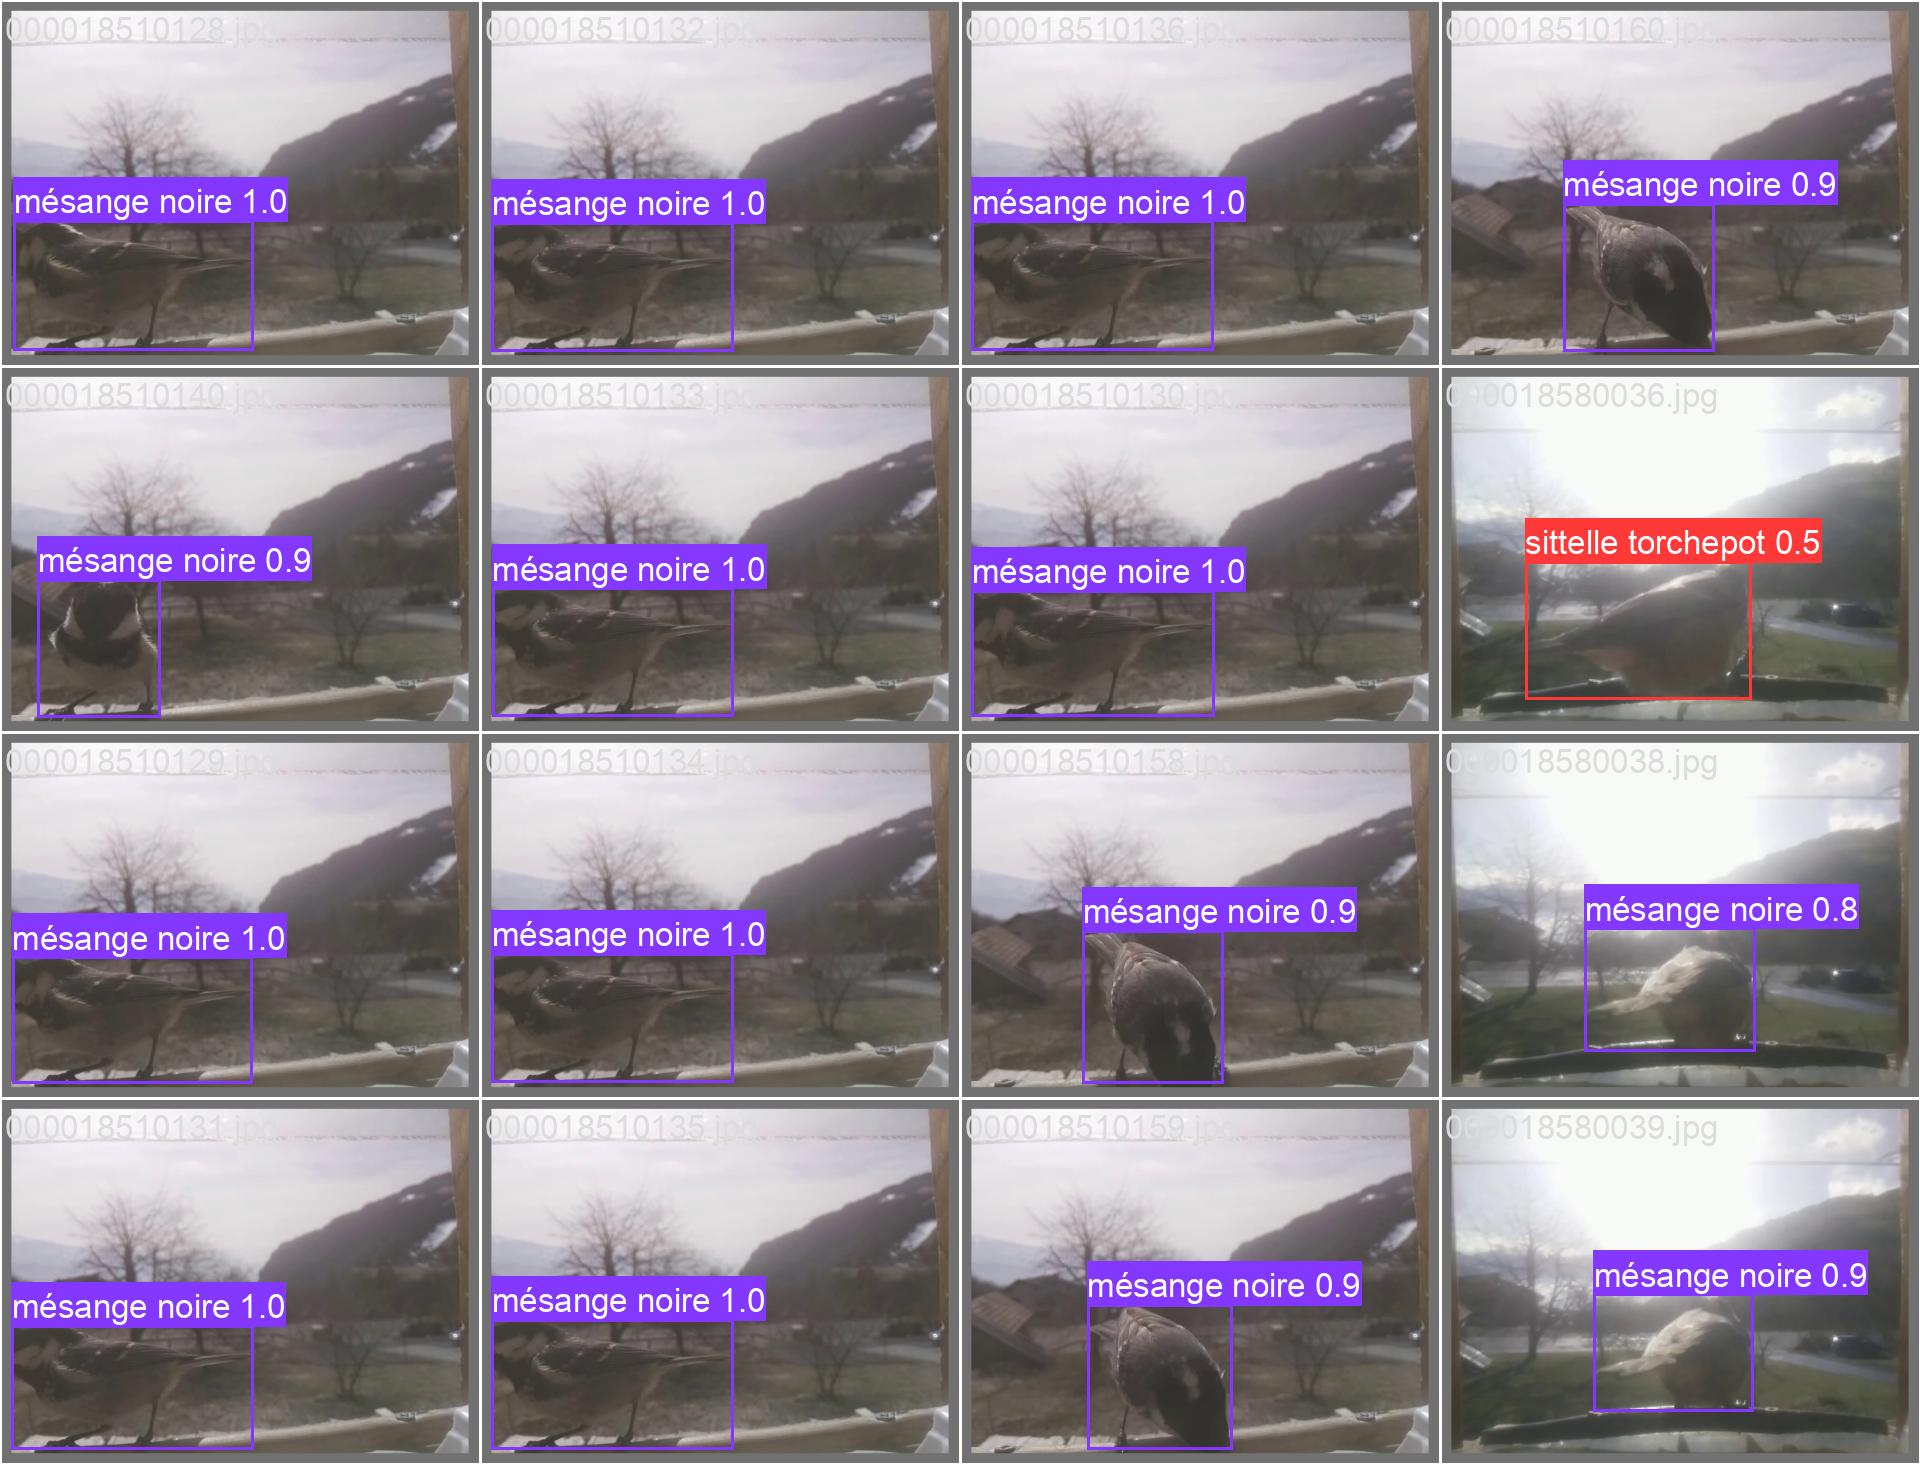 000018510128.jpg
mésange noire 1.0
000018510132.jpg
mésange noire 1.0
000018510136.jpg
mésange noire 1.0
000018510160.jpg
mésange noire 0.9
000018510140.jpg
mésange noire 0.9
000018510133.jpg
mésange noire 1.0
000018510130.jpg
mésange noire 1.0
000018580036.jpg
sittelle torchepot 0.5
000018510129.jpg
mésange noire 1.0
000018510134.jpg
mésange noire 1.0
000018510158.jpg
mésange noire 0.9
000018580038.jpg
mésange noire 0.8
000018510131.jpg
mésange noire 1.0
000018510135.jpg
mésange noire 1.0
000018510159.jpg
mésange noire 0.9
000018580039.jpg
mésange noire 0.9